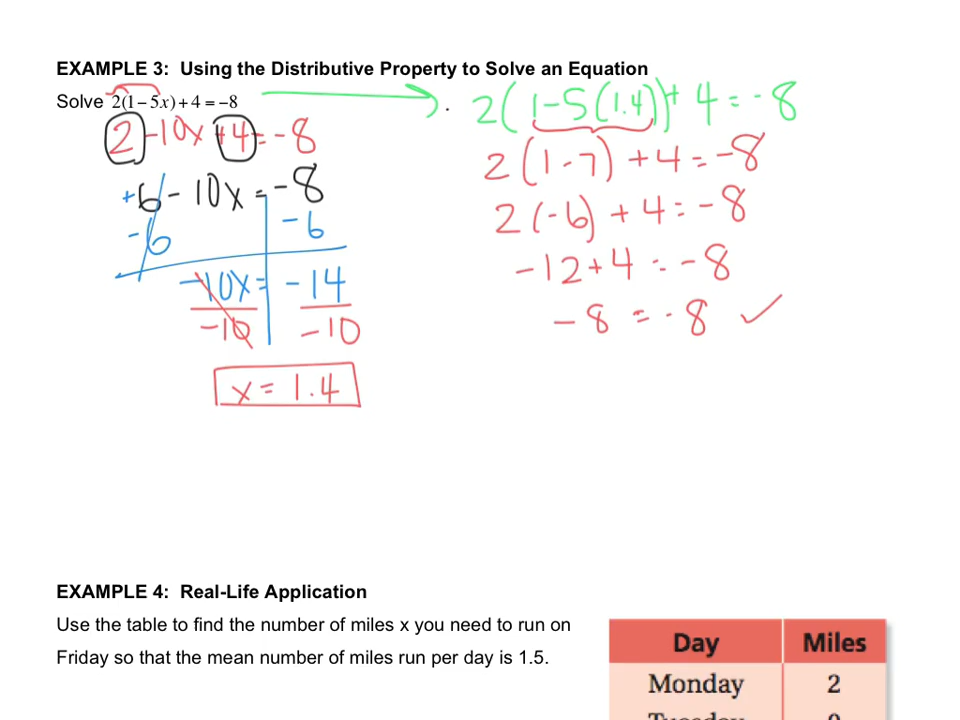 EXAMPLE 3: Using the Distributive Property to Solve an Equation
Solve 2(1 – 5x) + 4 = –8
2 - 10x + 4 = -8
+6 - 10x = -8
-6 -6
-10x = -14
-10 -10
x = 1.4
2(1-5(1.4))+4=-8
2(1-7)+4=-8
2(-6)+4=-8
-12+4=-8
-8=-8 ✓
EXAMPLE 4: Real-Life Application
Use the table to find the number of miles x you need to run on
Friday so that the mean number of miles run per day is 1.5.
Day Miles
Monday 2